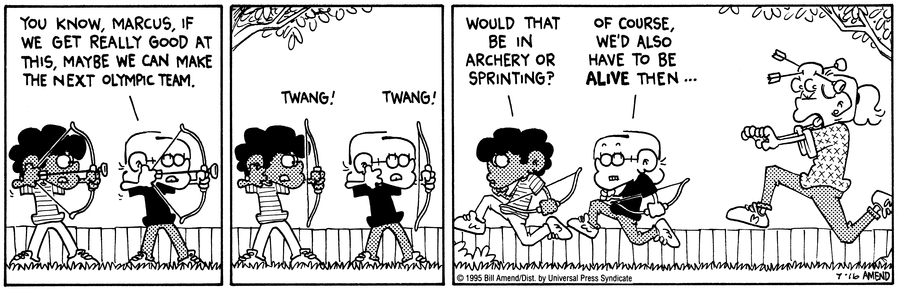 YOU KNOW, MARCUS, IF
WE GET REALLY GOOD AT
THIS, MAYBE WE CAN MAKE
THE NEXT OLYMPIC TEAM.
TWANG!
TWANG!
WOULD THAT
BE IN
ARCHERY OR
SPRINTING?
OF COURSE,
WE'D ALSO
HAVE TO BE
ALIVE THEN ...
© 1995 Bill Amend/Dist. by Universal Press Syndicate
7-16 AMEND